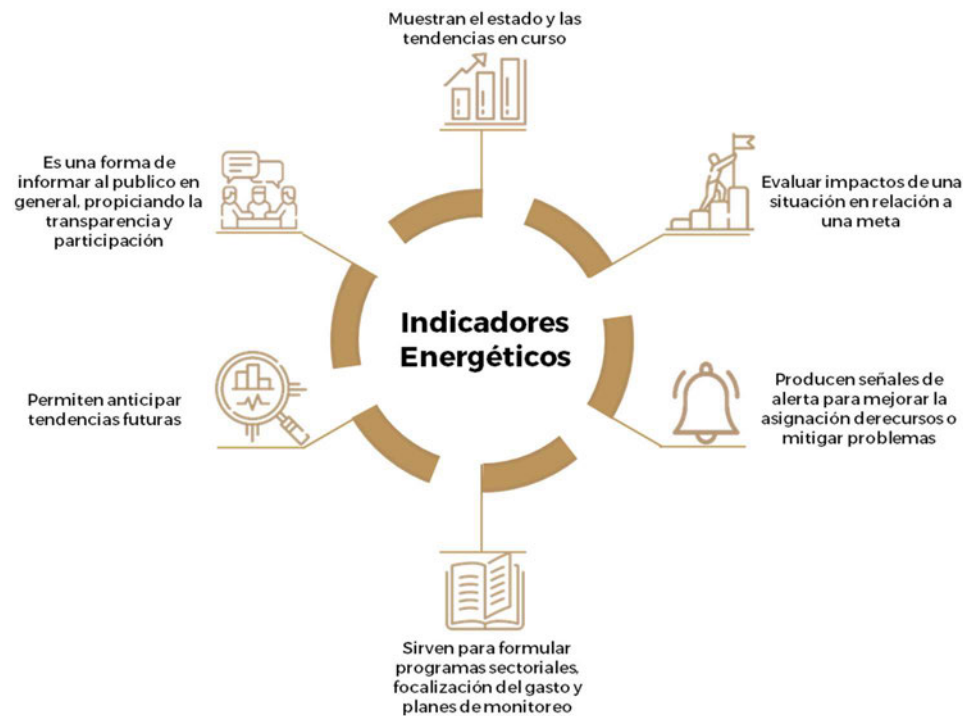 Muestran el estado y las
tendencias en curso
Es una forma de
informar al publico en
general, propiciando la
transparencia y
participación
Evaluar impactos de una
situación en relación a
una meta
Indicadores
Energéticos
Permiten anticipar
tendencias futuras
Producen señales de
alerta para mejorar la
asignación derecursos o
mitigar problemas
Sirven para formular
programas sectoriales,
focalización del gasto y
planes de monitoreo